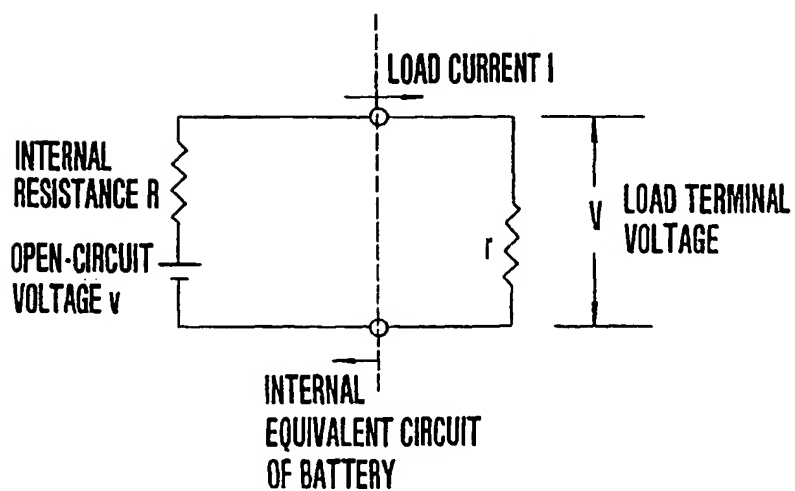 LOAD CURRENT I
INTERNAL
RESISTANCE R
OPEN-CIRCUIT
VOLTAGE v
r
V
LOAD TERMINAL
VOLTAGE
INTERNAL
EQUIVALENT CIRCUIT
OF BATTERY